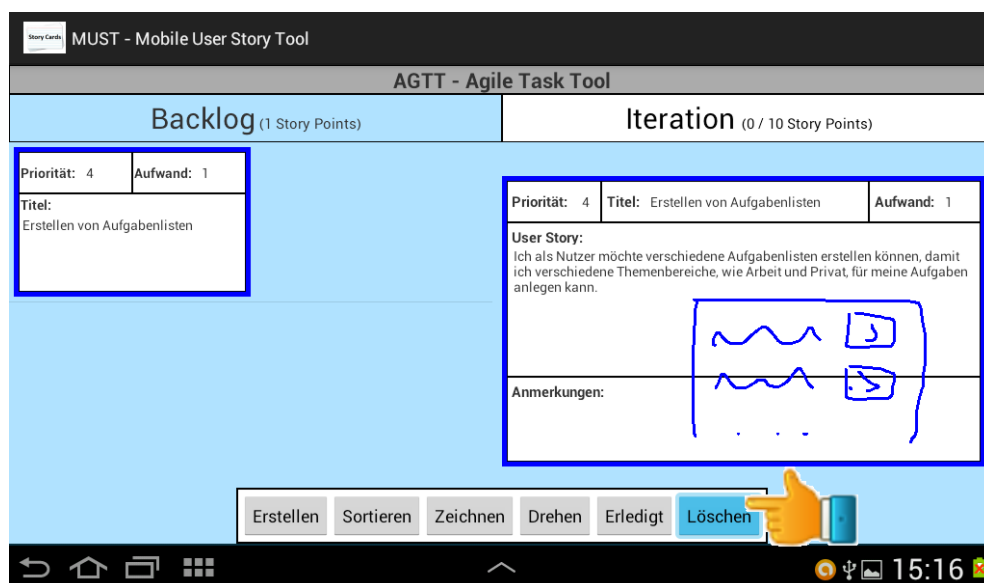 Story Cards
MUST - Mobile User Story Tool
AGTT - Agile Task Tool
Backlog (1 Story Points)
Iteration (0 / 10 Story Points)
Priorität: 4
Aufwand: 1
Titel:
Erstellen von Aufgabenlisten
Priorität: 4
Titel: Erstellen von Aufgabenlisten
Aufwand: 1
User Story:
Ich als Nutzer möchte verschiedene Aufgabenlisten erstellen können, damit
ich verschiedene Themenbereiche, wie Arbeit und Privat, für meine Aufgaben
anlegen kann.
Anmerkungen:
Erstellen
Sortieren
Zeichnen
Drehen
Erledigt
Löschen
15:16